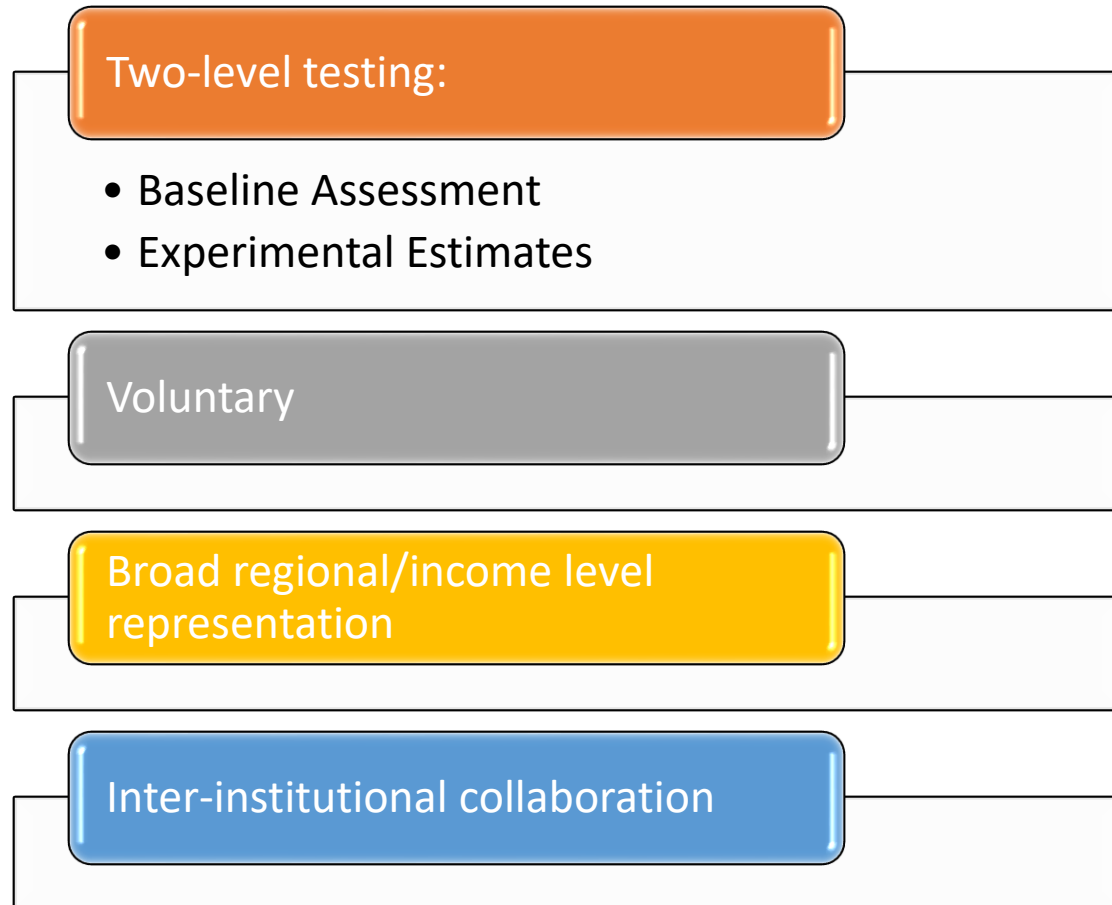 Two-level testing:
• Baseline Assessment
• Experimental Estimates
Voluntary
Broad regional/income level
representation
Inter-institutional collaboration